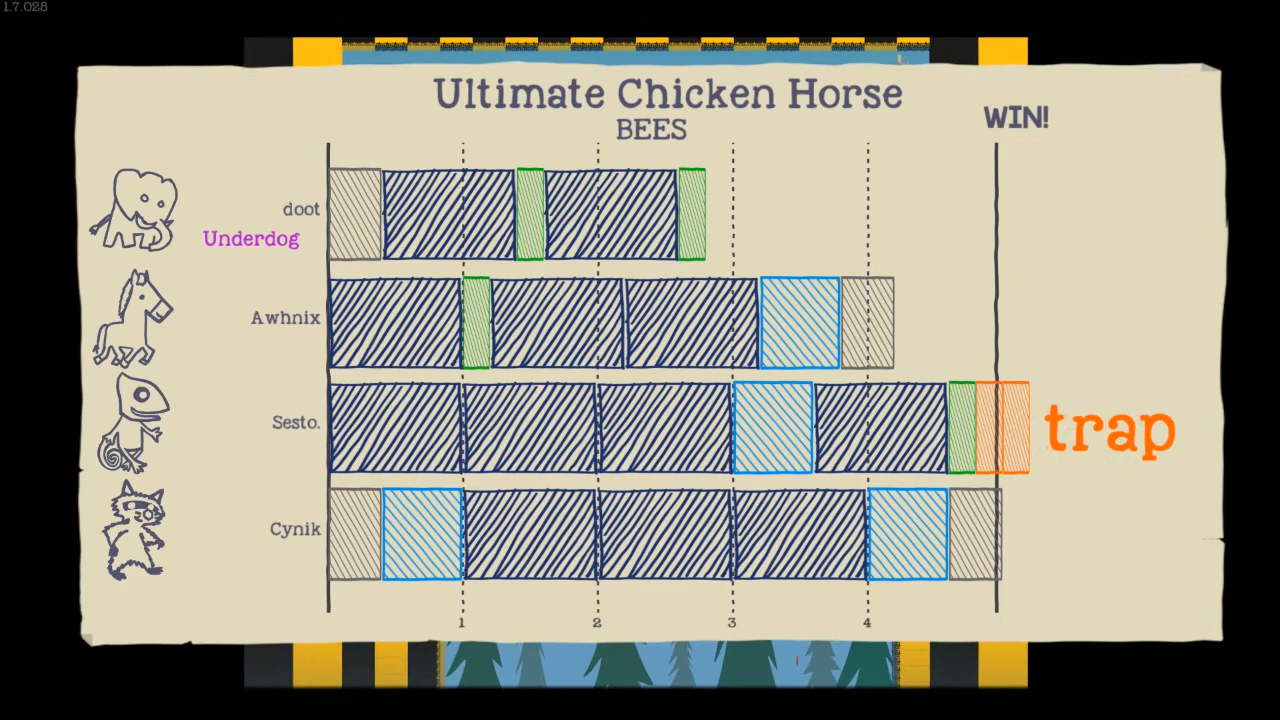 1.7.028
Ultimate Chicken Horse
BEES
WIN!
doot
Underdog
Awhnix
Sesto.
trap
Cynik
1 2 3 4